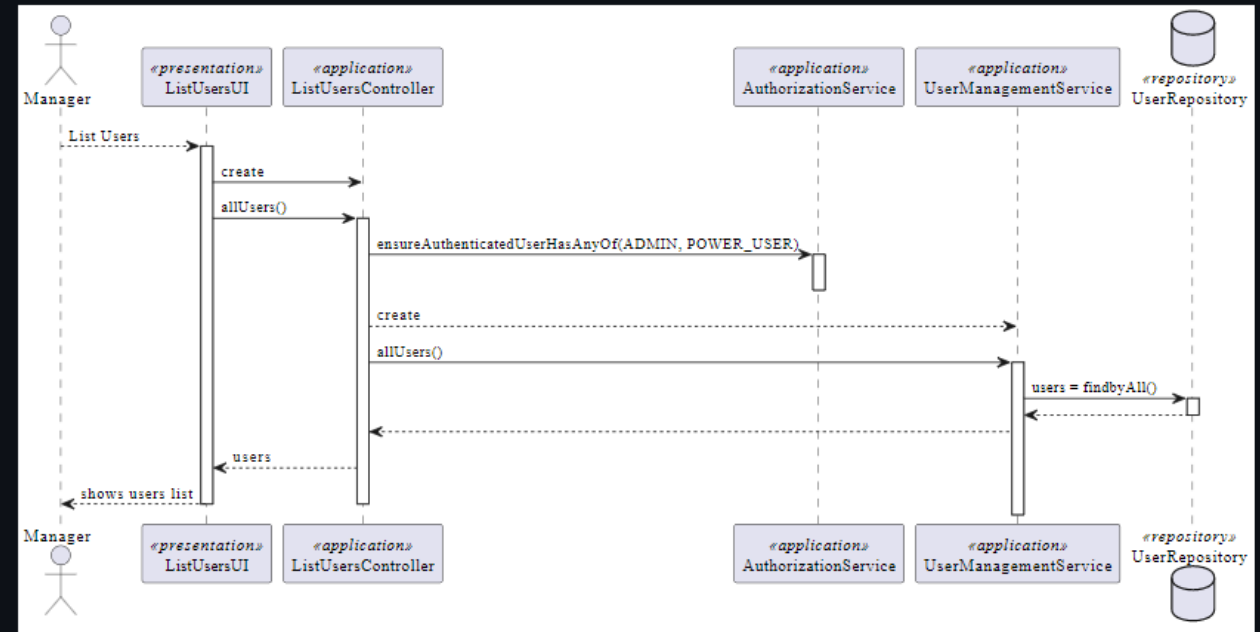 Manager
«presentation»
ListUsersUI
«application»
ListUsersController
«application»
AuthorizationService
«application»
UserManagementService
«repository»
UserRepository
List Users
create
allUsers()
ensureAuthenticatedUserHasAnyOf(ADMIN, POWER_USER)
create
allUsers()
users = findbyAll()
users
shows users list
Manager
«presentation»
ListUsersUI
«application»
ListUsersController
«application»
AuthorizationService
«application»
UserManagementService
«repository»
UserRepository